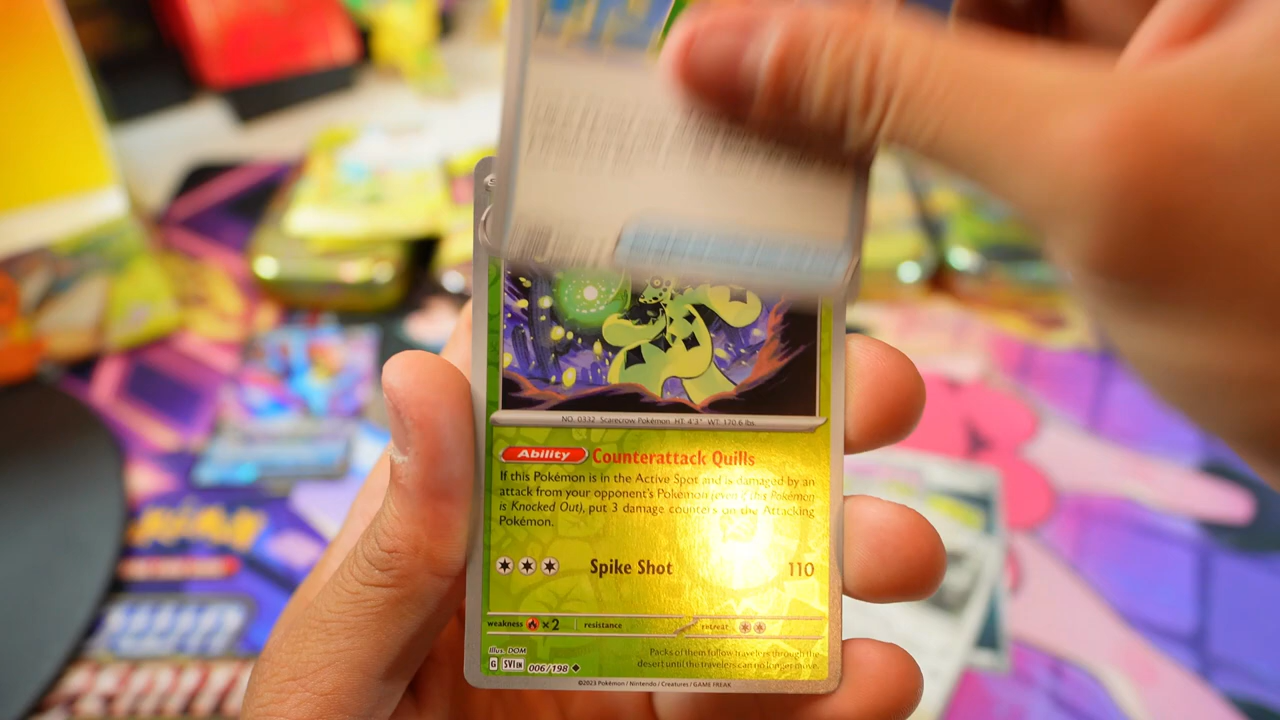 NO. 0332 Scarecrow Pokémon HT: 4'3" WT: 170.6 lbs.
Ability Counterattack Quills
If this Pokémon is in the Active Spot and is damaged by an
attack from your opponent's Pokémon (even if this Pokémon
is Knocked Out), put 3 damage counters on the Attacking
Pokémon.
Spike Shot 110
weakness ×2 resistance retreat
Illus. DOM
Packs of them follow travelers through the
desert until the travelers can no longer move.
G SVI EN 006/198
©2023 Pokémon / Nintendo / Creatures / GAME FREAK